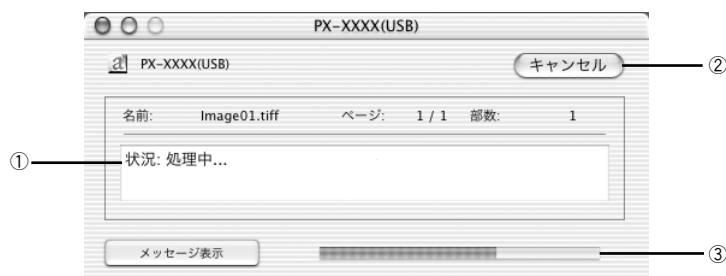 PX-XXXX(USB)
a PX-XXXX(USB) キャンセル ②
名前: Image01.tiff ページ: 1 / 1 部数: 1
① 状況: 処理中...
メッセージ表示 ③